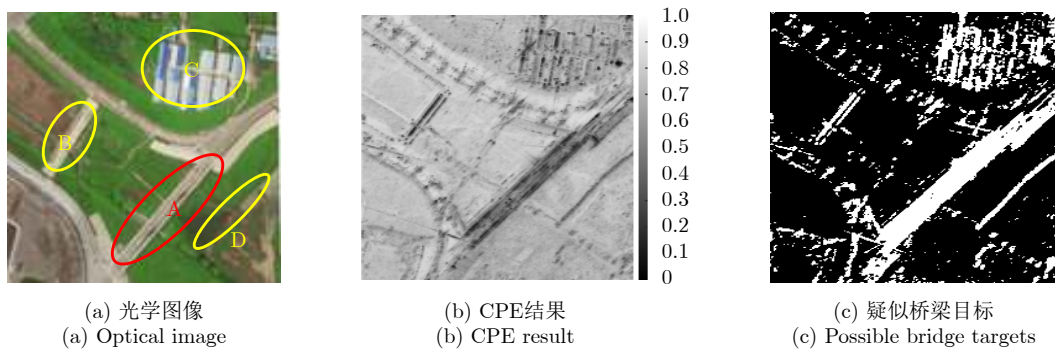 C
B
A
D
1.0
0.9
0.8
0.7
0.6
0.5
0.4
0.3
0.2
0.1
0
(a) 光学图像
(a) Optical image
(b) CPE结果
(b) CPE result
(c) 疑似桥梁目标
(c) Possible bridge targets